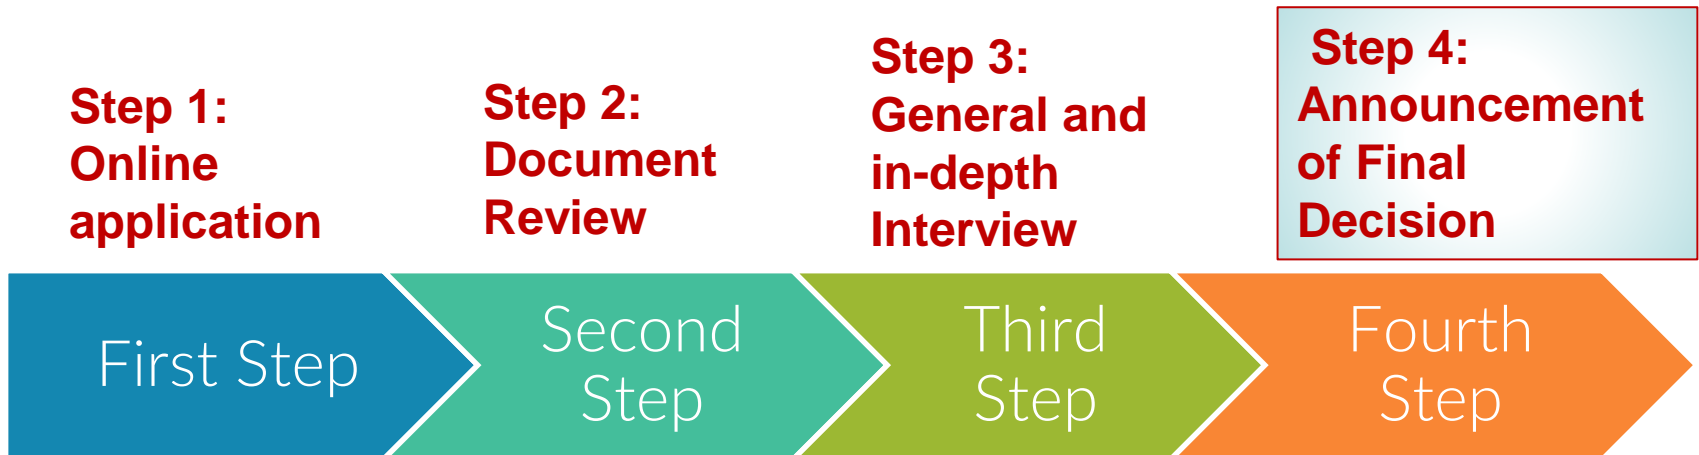 Step 1:
Online
application
Step 2:
Document
Review
Step 3:
General and
in-depth
Interview
Step 4:
Announcement
of Final
Decision
First Step
Second
Step
Third
Step
Fourth
Step